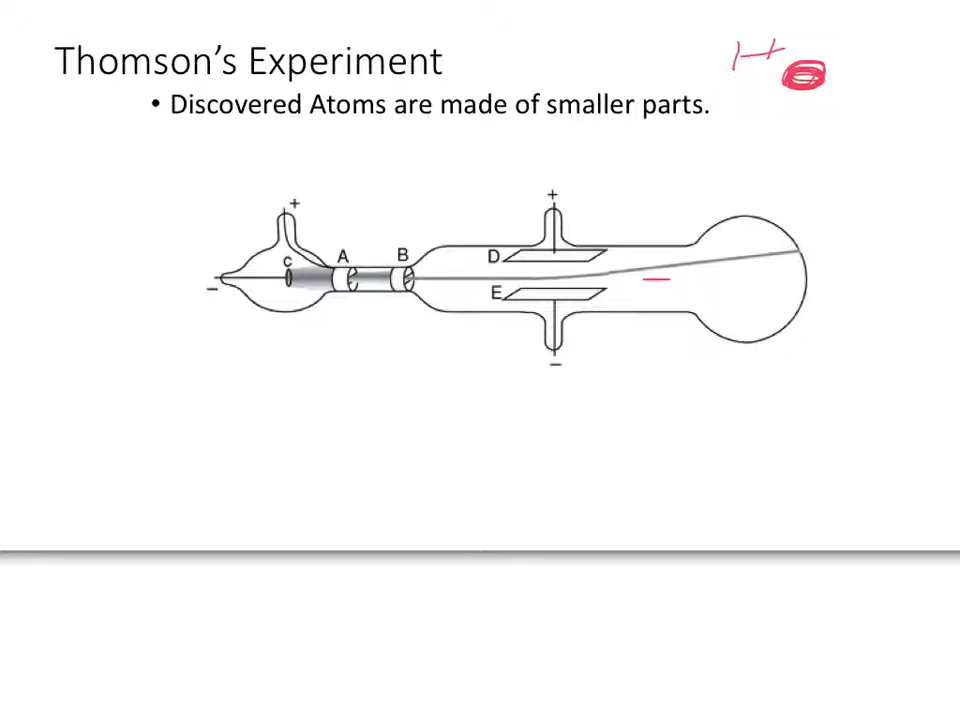 Thomson's Experiment
• Discovered Atoms are made of smaller parts.
+
+
C
A
B
D
−
E
−